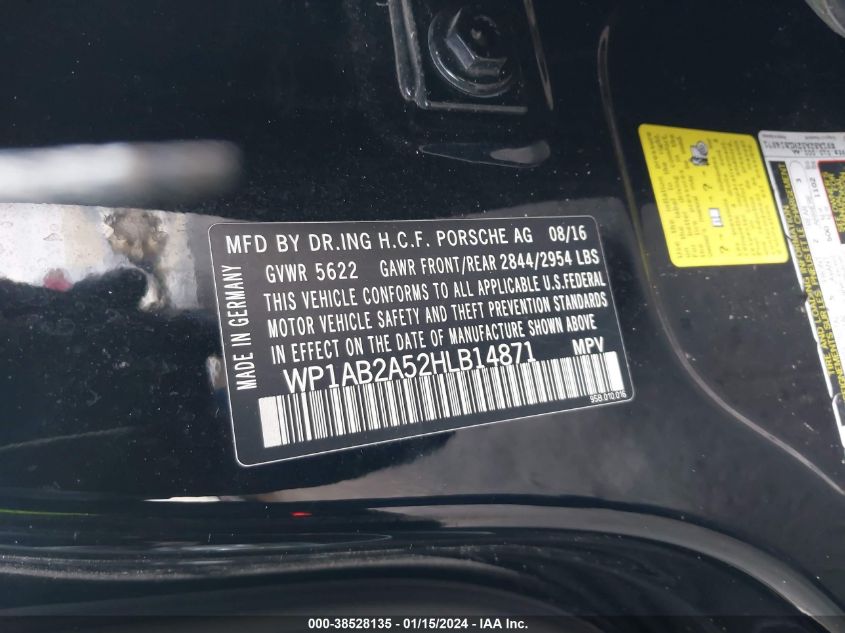 MFD BY DR.ING H.C.F. PORSCHE AG 08/16
GVWR 5622 GAWR FRONT/REAR 2844/2954 LBS
THIS VEHICLE CONFORMS TO ALL APPLICABLE U.S.FEDERAL
MOTOR VEHICLE SAFETY AND THEFT PREVENTION STANDARDS
IN EFFECT ON THE DATE OF MANUFACTURE SHOWN ABOVE
WP1AB2A52HLB14871 MPV
958.010.016
MADE IN GERMANY
000-38528135 - 01/15/2024 - IAA Inc.